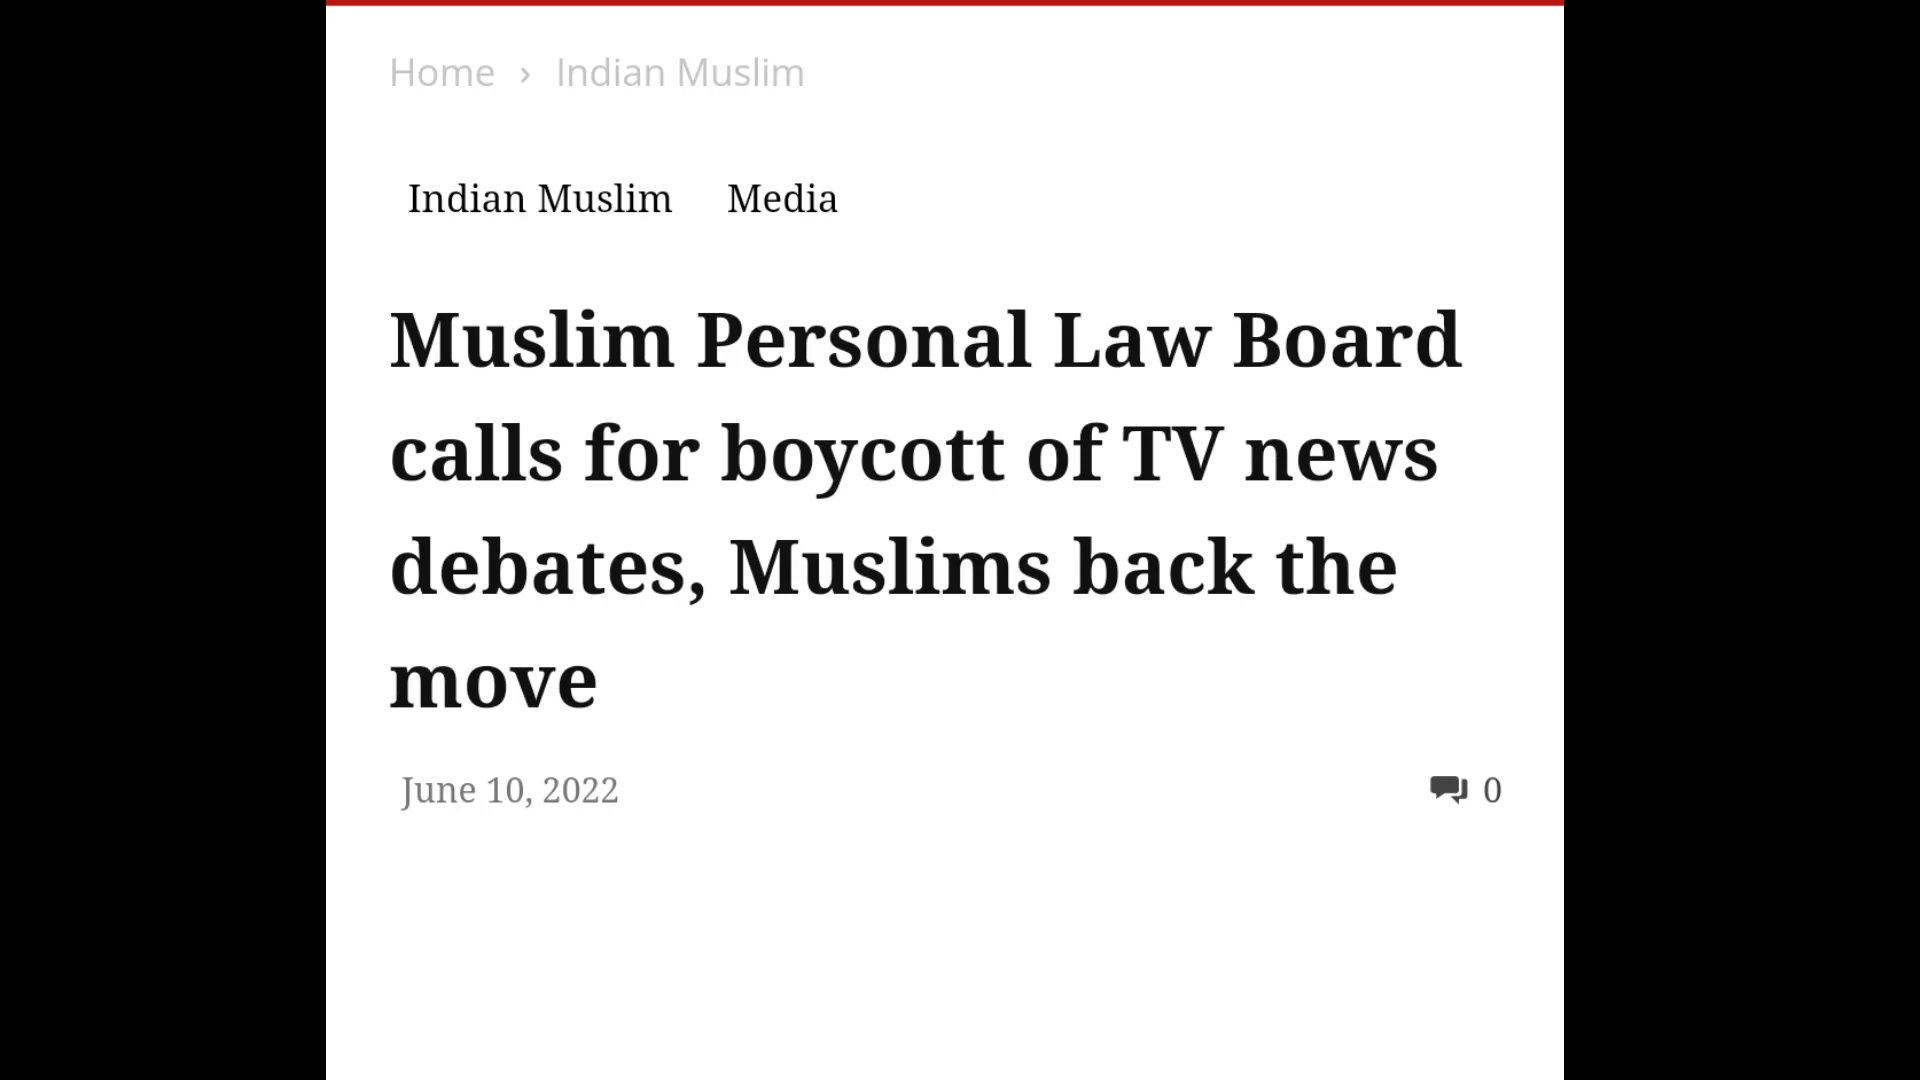 Home › Indian Muslim
Indian Muslim Media
Muslim Personal Law Board
calls for boycott of TV news
debates, Muslims back the
move
June 10, 2022 0